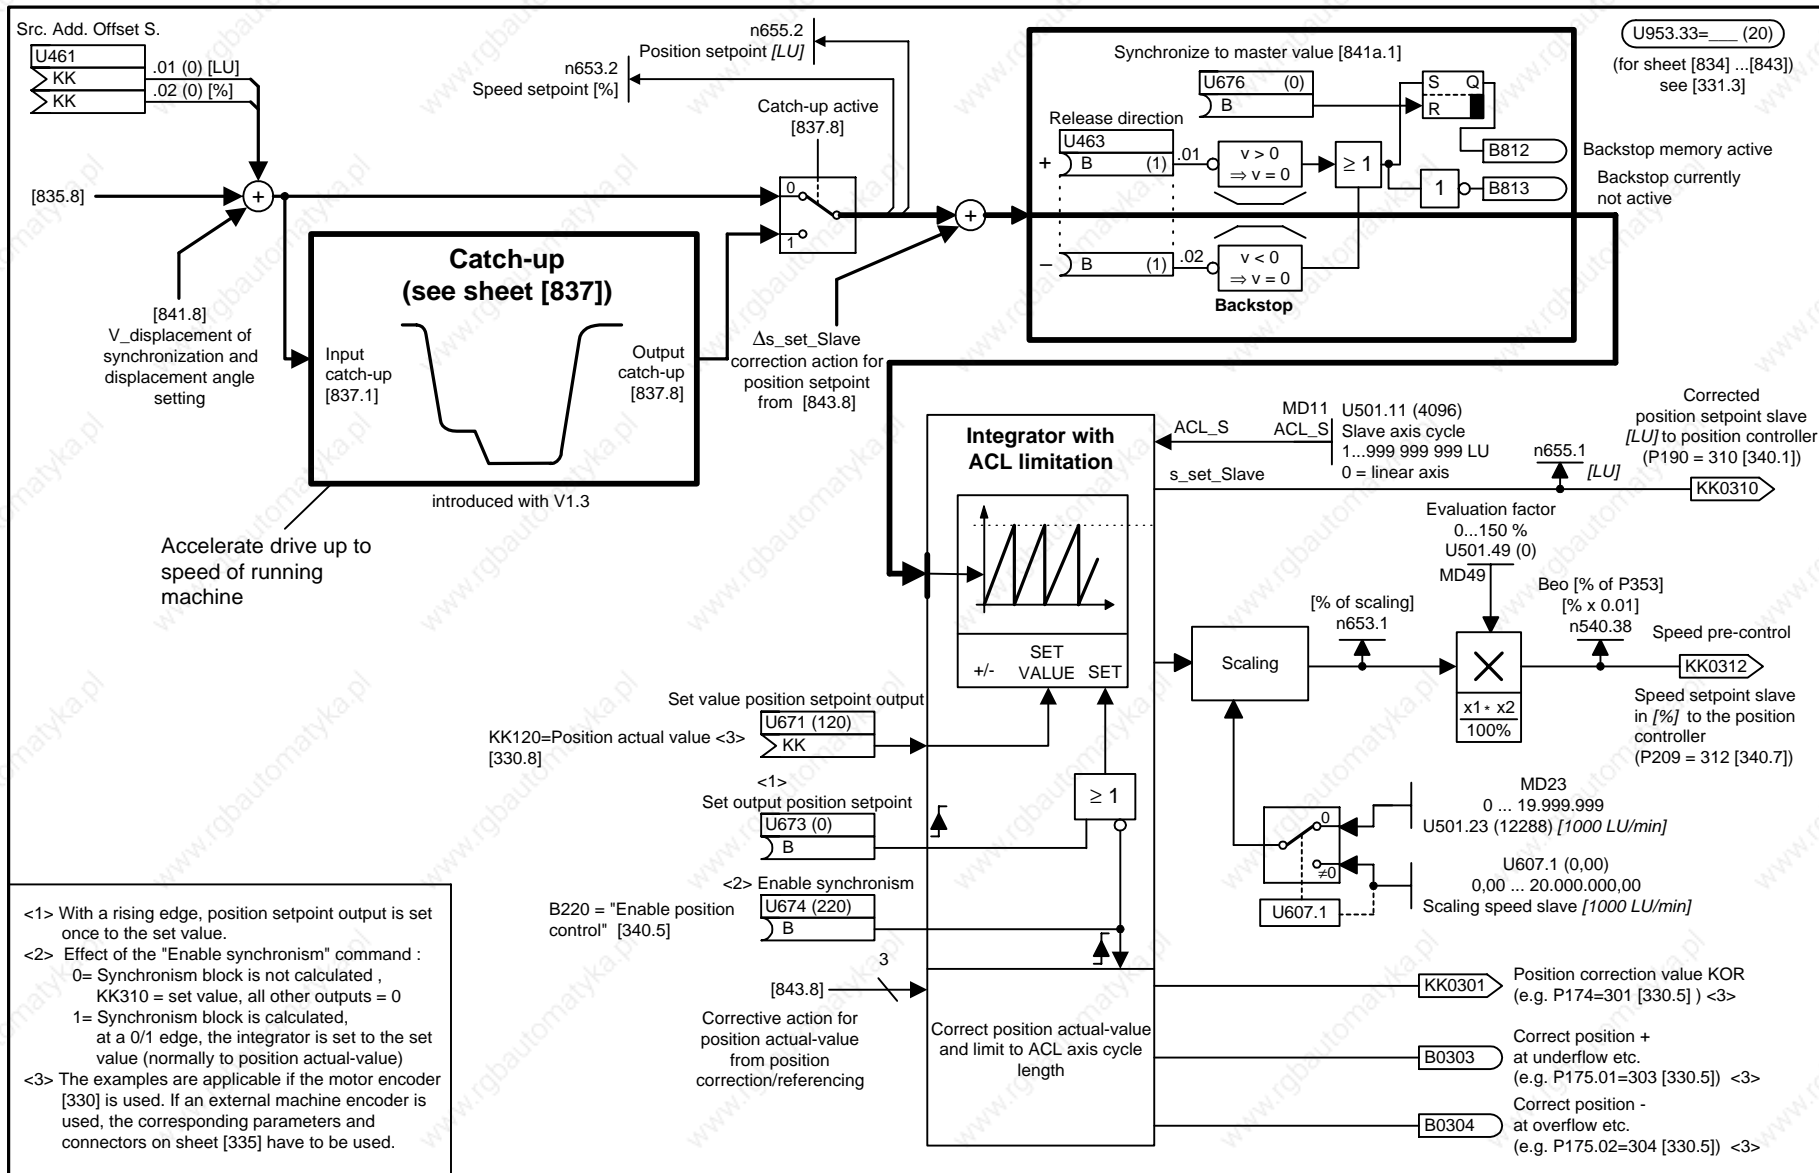 Src. Add. Offset S.
U461
KK .01 (0) [LU]
KK .02 (0) [%]
[835.8]
+
[841.8]
V_displacement of
synchronization and
displacement angle
setting
Catch-up
(see sheet [837])
Input
catch-up
[837.1]
Output
catch-up
[837.8]
introduced with V1.3
Accelerate drive up to
speed of running
machine
n655.2
Position setpoint [LU]
n653.2
Speed setpoint [%]
Catch-up active
[837.8]
0
1
+
Δs_set_Slave
correction action for
position setpoint
from [843.8]
Synchronize to master value [841a.1]
U676 (0)
B
S Q
R
Release direction
U463
+ B (1) .01
v > 0
⇒ v = 0
≥ 1
1
− B (1) .02
v < 0
⇒ v = 0
Backstop
B812
Backstop memory active
B813
Backstop currently
not active
U953.33=___ (20)
(for sheet [834] ...[843])
see [331.3]
Integrator with
ACL limitation
ACL_S
MD11
ACL_S
U501.11 (4096)
Slave axis cycle
1...999 999 999 LU
0 = linear axis
s_set_Slave
n655.1
[LU]
Corrected
position setpoint slave
[LU] to position controller
(P190 = 310 [340.1])
KK0310
+/-
SET
VALUE
SET
Scaling
[% of scaling]
n653.1
Evaluation factor
0...150 %
U501.49 (0)
MD49
x1 * x2
100%
Beo [% of P353]
[% x 0.01]
n540.38
Speed pre-control
KK0312
Speed setpoint slave
in [%] to the position
controller
(P209 = 312 [340.7])
MD23
0 ... 19.999.999
U501.23 (12288) [1000 LU/min]
0
≠0
U607.1
U607.1 (0,00)
0,00 ... 20.000.000,00
Scaling speed slave [1000 LU/min]
Set value position setpoint output
U671 (120)
KK
KK120=Position actual value <3>
[330.8]
<1>
Set output position setpoint
U673 (0)
B
≥ 1
<2> Enable synchronism
U674 (220)
B
B220 = "Enable position
control" [340.5]
[843.8]
3
Corrective action for
position actual-value
from position
correction/referencing
Correct position actual-value
and limit to ACL axis cycle
length
KK0301
Position correction value KOR
(e.g. P174=301 [330.5] ) <3>
B0303
Correct position +
at underflow etc.
(e.g. P175.01=303 [330.5]) <3>
B0304
Correct position -
at overflow etc.
(e.g. P175.02=304 [330.5]) <3>
<1> With a rising edge, position setpoint output is set
once to the set value.
<2> Effect of the "Enable synchronism" command :
0= Synchronism block is not calculated ,
KK310 = set value, all other outputs = 0
1= Synchronism block is calculated,
at a 0/1 edge, the integrator is set to the set
value (normally to position actual-value)
<3> The examples are applicable if the motor encoder
[330] is used. If an external machine encoder is
used, the corresponding parameters and
connectors on sheet [335] have to be used.
www.rgbautomatyka.pl